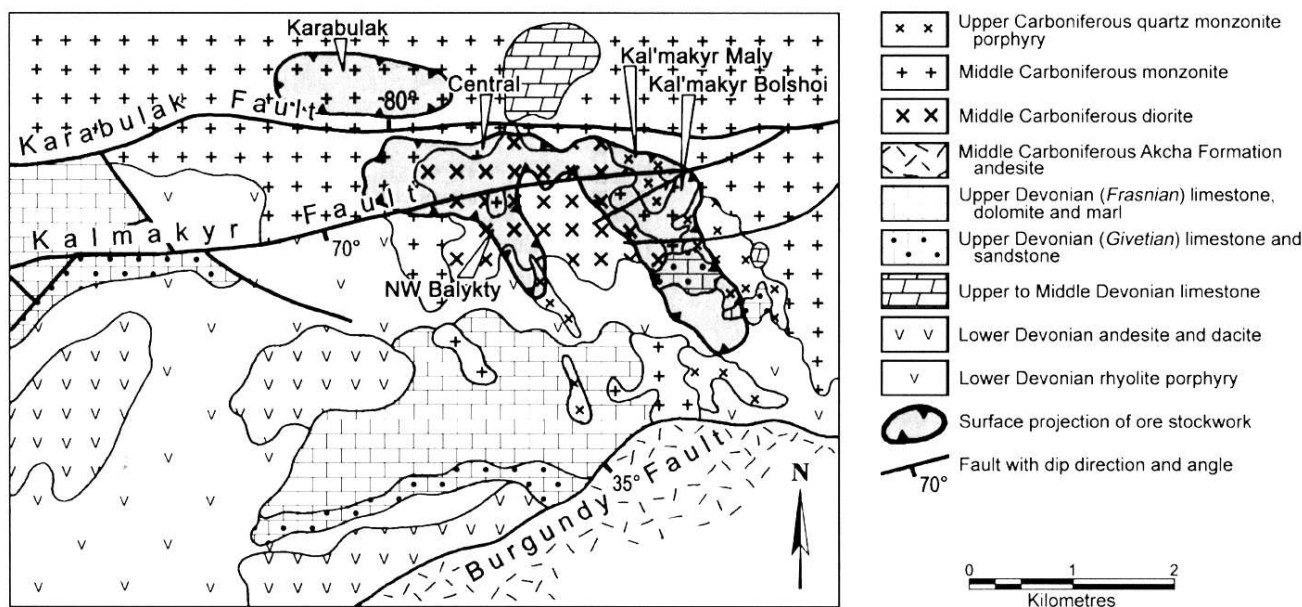 Karabulak
80°
Central
Kal'makyr Maly
Kal'makyr Bolshoi
Karabulak Fault
Kalmakyr Fault
70°
NW Balykty
35°
Burgundy Fault
N
Upper Carboniferous quartz monzonite
porphyry
Middle Carboniferous monzonite
Middle Carboniferous diorite
Middle Carboniferous Akcha Formation
andesite
Upper Devonian (Frasnian) limestone,
dolomite and marl
Upper Devonian (Givetian) limestone and
sandstone
Upper to Middle Devonian limestone
Lower Devonian andesite and dacite
Lower Devonian rhyolite porphyry
Surface projection of ore stockwork
Fault with dip direction and angle
70°
0 1 2
Kilometres